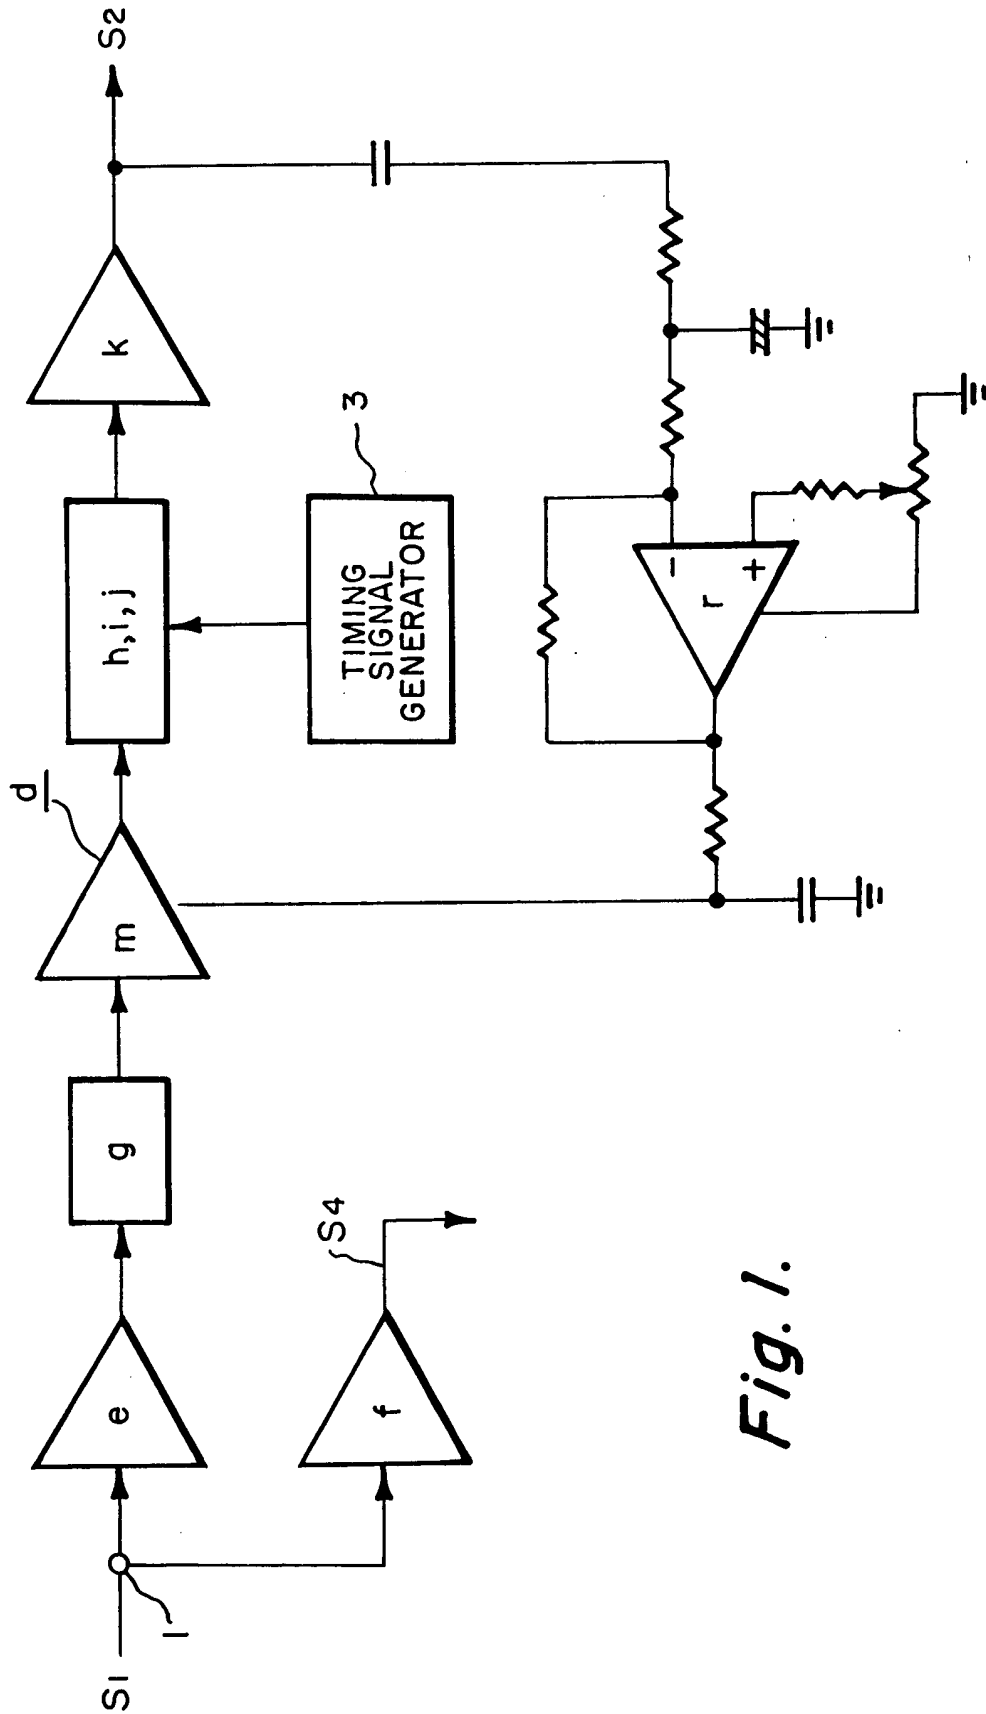 S1
1
e
f
S4
g
m
d
h, i, j
TIMING
SIGNAL
GENERATOR
3
k
S2
r
-
+
Fig. 1.